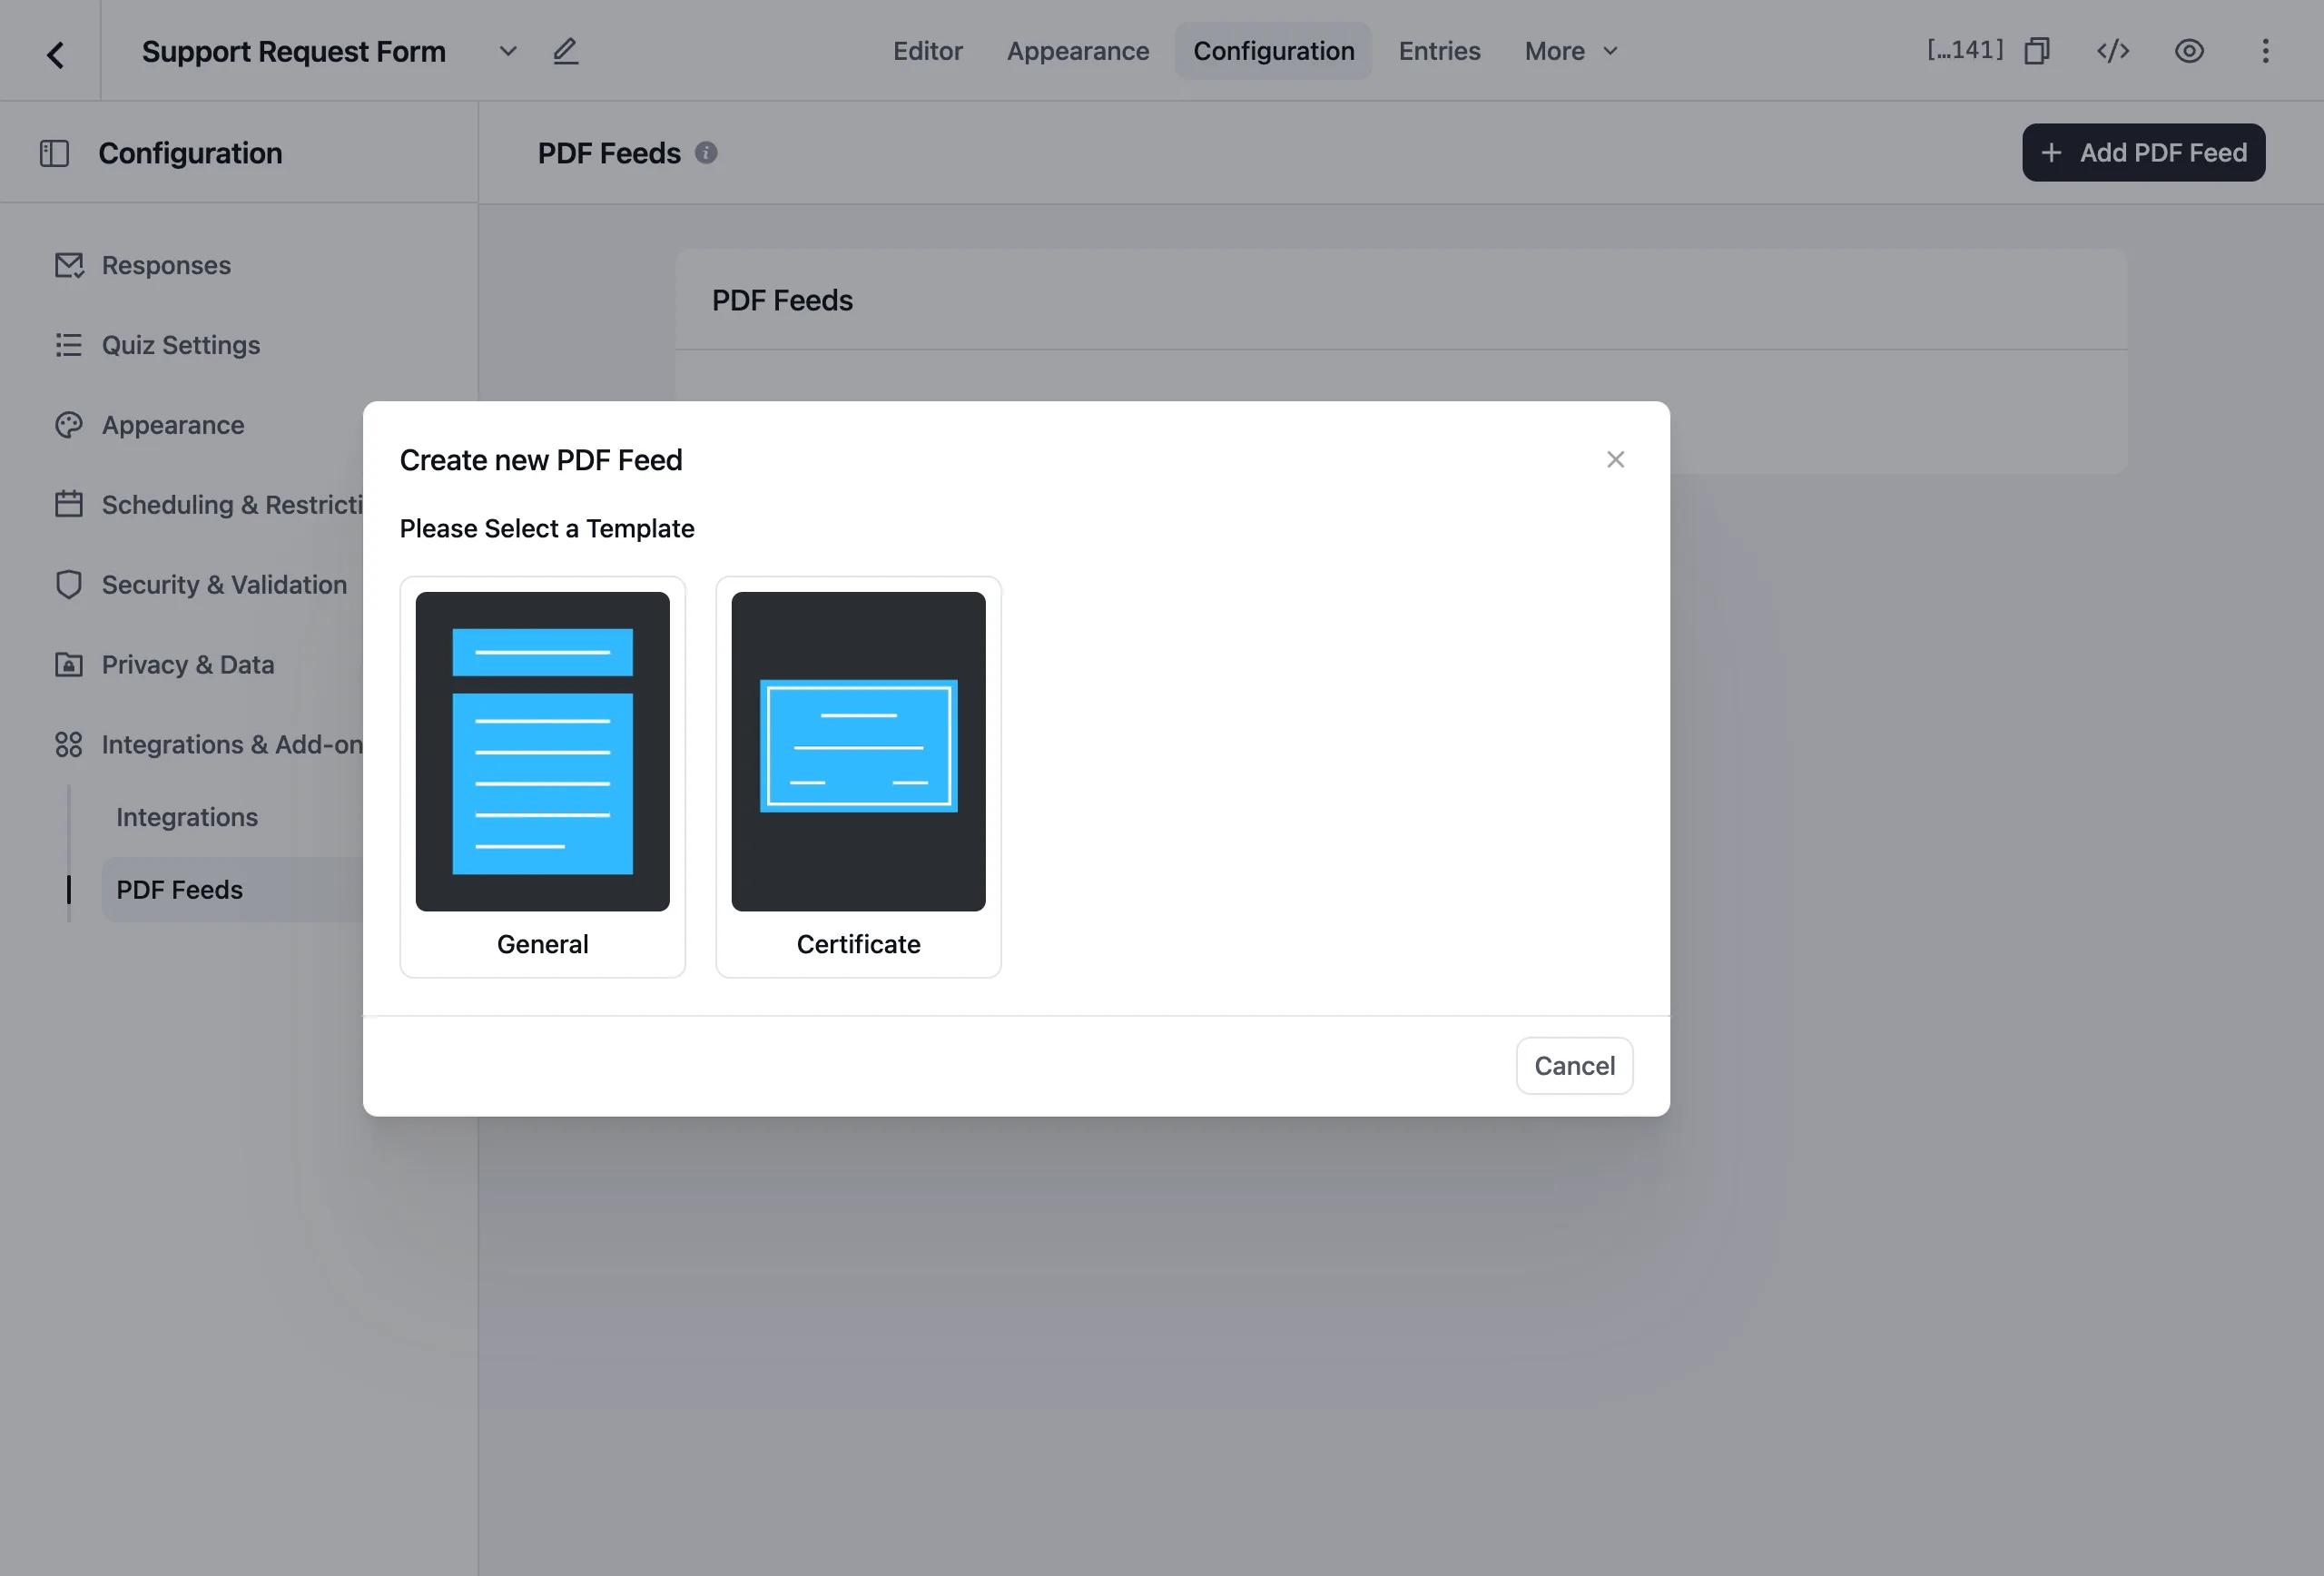 Support Request Form
Editor
Appearance
Configuration
Entries
More
[…141]
Configuration
PDF Feeds
Add PDF Feed
Responses
Quiz Settings
Appearance
Scheduling & Restricti
Security & Validation
Privacy & Data
Integrations & Add-on
Integrations
PDF Feeds
PDF Feeds
Create new PDF Feed
Please Select a Template
General
Certificate
Cancel